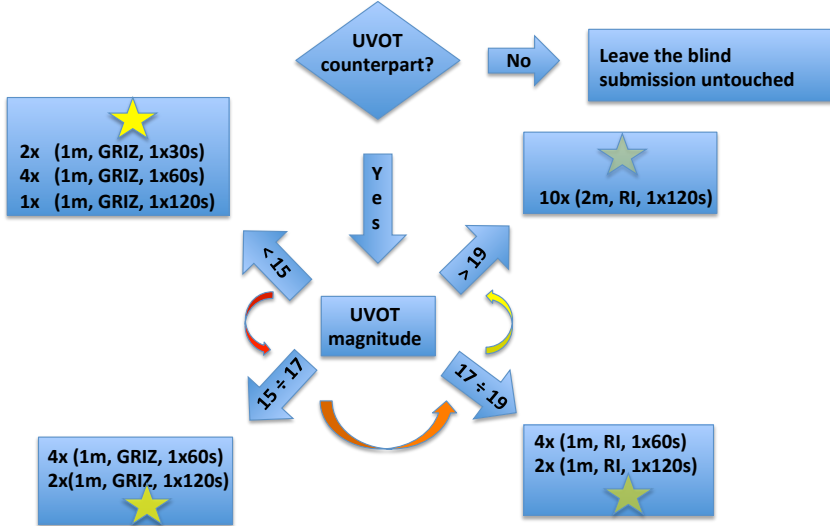 UVOT
counterpart?
No
Leave the blind
submission untouched
2x (1m, GRIZ, 1x30s)
4x (1m, GRIZ, 1x60s)
1x (1m, GRIZ, 1x120s)
Yes
10x (2m, RI, 1x120s)
< 15
> 19
UVOT
magnitude
15 ÷ 17
17 ÷ 19
4x (1m, GRIZ, 1x60s)
2x(1m, GRIZ, 1x120s)
4x (1m, RI, 1x60s)
2x (1m, RI, 1x120s)